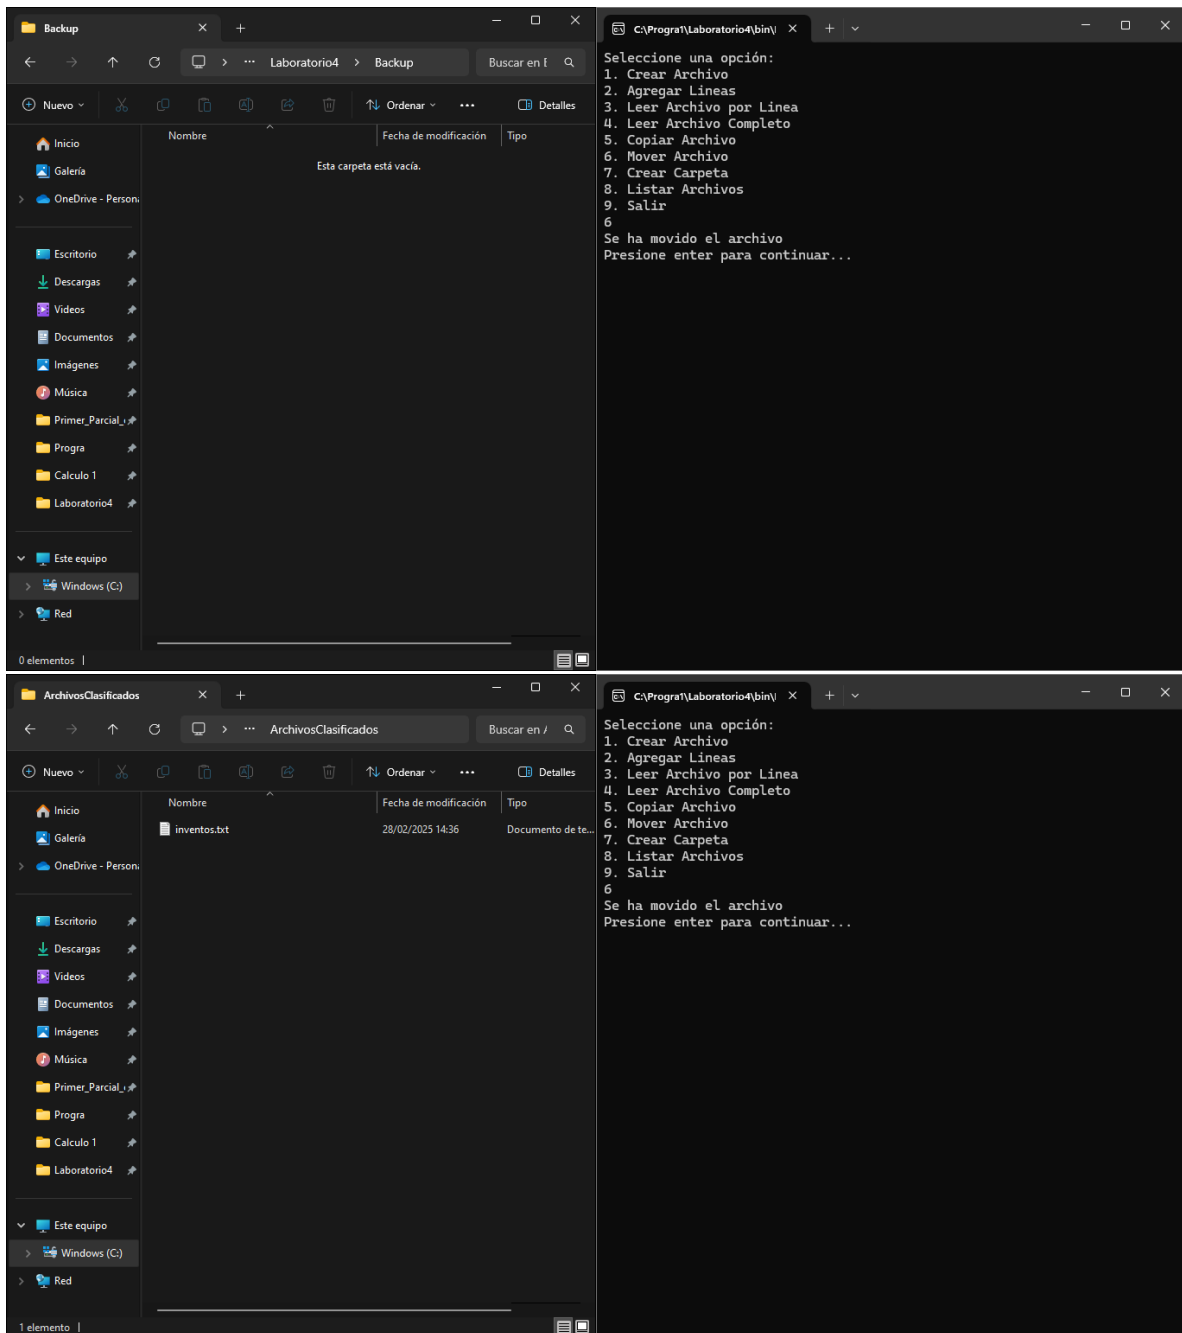 Backup
Laboratorio4 > Backup
Buscar en E
Nuevo
Ordenar
Detalles
Nombre
Fecha de modificación
Tipo
Esta carpeta está vacía.
Inicio
Galería
OneDrive - Persona
Escritorio
Descargas
Videos
Documentos
Imágenes
Música
Primer_Parcial_
Progra
Calculo 1
Laboratorio4
Este equipo
Windows (C:)
Red
0 elementos
C:\Progra1\Laboratorio4\bin\
Seleccione una opción:
1. Crear Archivo
2. Agregar Lineas
3. Leer Archivo por Linea
4. Leer Archivo Completo
5. Copiar Archivo
6. Mover Archivo
7. Crear Carpeta
8. Listar Archivos
9. Salir
6
Se ha movido el archivo
Presione enter para continuar...
ArchivosClasificados
ArchivosClasificados
Buscar en A
Nuevo
Ordenar
Detalles
Nombre
Fecha de modificación
Tipo
inventos.txt
28/02/2025 14:36
Documento de te...
Inicio
Galería
OneDrive - Persona
Escritorio
Descargas
Videos
Documentos
Imágenes
Música
Primer_Parcial_
Progra
Calculo 1
Laboratorio4
Este equipo
Windows (C:)
Red
1 elemento
C:\Progra1\Laboratorio4\bin\
Seleccione una opción:
1. Crear Archivo
2. Agregar Lineas
3. Leer Archivo por Linea
4. Leer Archivo Completo
5. Copiar Archivo
6. Mover Archivo
7. Crear Carpeta
8. Listar Archivos
9. Salir
6
Se ha movido el archivo
Presione enter para continuar...